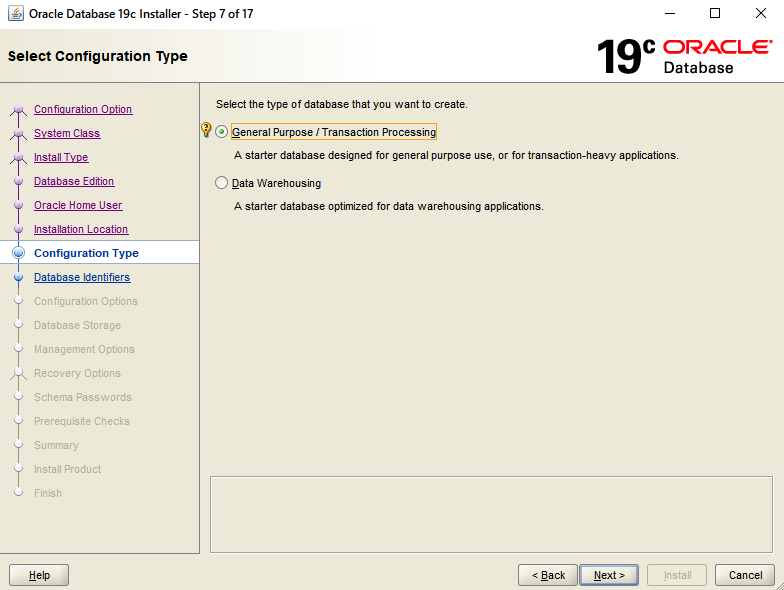 Oracle Database 19c Installer - Step 7 of 17
Select Configuration Type
19c ORACLE
Database
Configuration Option
System Class
Install Type
Database Edition
Oracle Home User
Installation Location
Configuration Type
Database Identifiers
Configuration Options
Database Storage
Management Options
Recovery Options
Schema Passwords
Prerequisite Checks
Summary
Install Product
Finish
Select the type of database that you want to create.
General Purpose / Transaction Processing
A starter database designed for general purpose use, or for transaction-heavy applications.
Data Warehousing
A starter database optimized for data warehousing applications.
Help
< Back
Next >
Install
Cancel